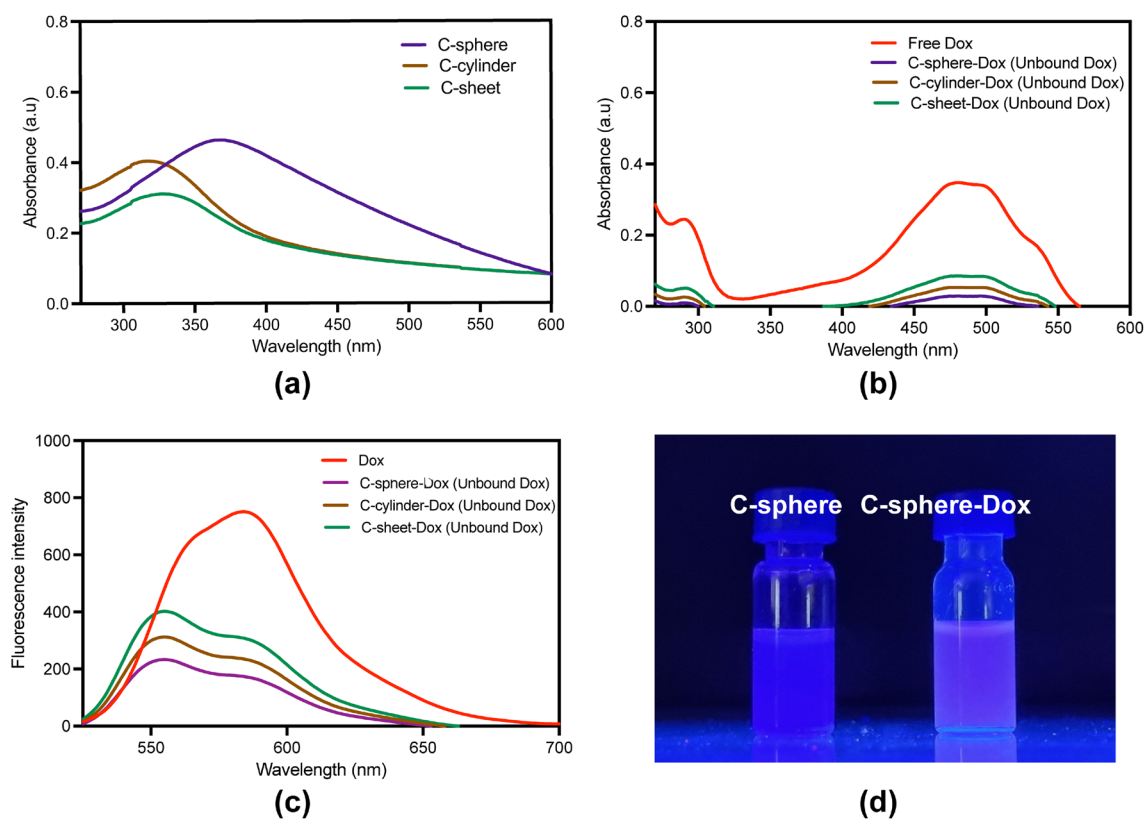 0.8
0.6
0.4
0.2
0.0
Absorbance (a.u)
C-sphere
C-cylinder
C-sheet
300 350 400 450 500 550 600
Wavelength (nm)
(a)
0.8
0.6
0.4
0.2
0.0
Absorbance (a.u)
Free Dox
C-sphere-Dox (Unbound Dox)
C-cylinder-Dox (Unbound Dox)
C-sheet-Dox (Unbound Dox)
300 350 400 450 500 550 600
Wavelength (nm)
(b)
1000
800
600
400
200
0
Fluorescence intensity
Dox
C-sphere-Dox (Unbound Dox)
C-cylinder-Dox (Unbound Dox)
C-sheet-Dox (Unbound Dox)
550 600 650 700
Wavelength (nm)
(c)
C-sphere C-sphere-Dox
(d)